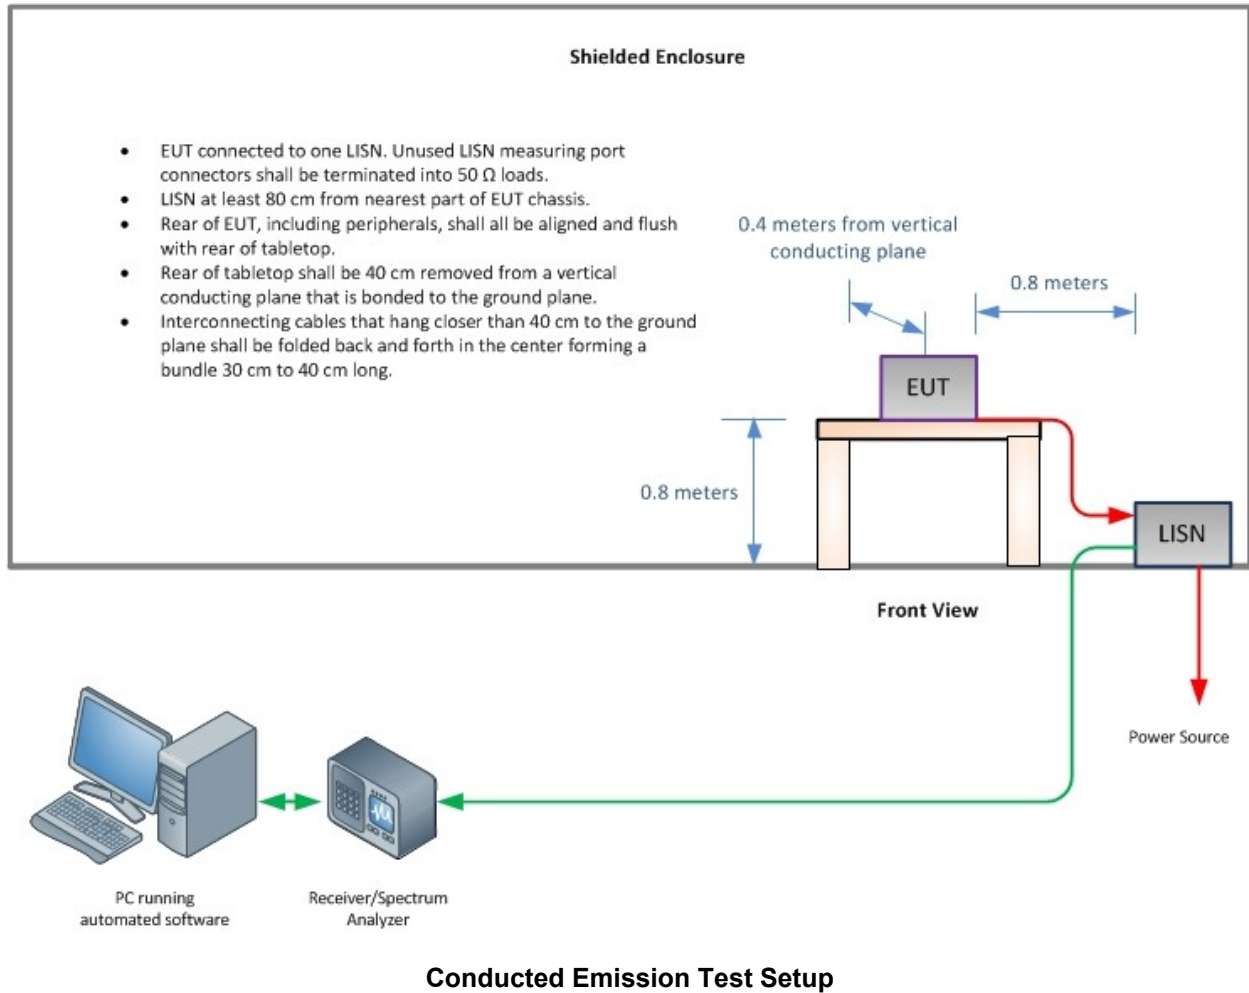 Shielded Enclosure
• EUT connected to one LISN. Unused LISN measuring port
connectors shall be terminated into 50 Ω loads.
• LISN at least 80 cm from nearest part of EUT chassis.
• Rear of EUT, including peripherals, shall all be aligned and flush
with rear of tabletop.
• Rear of tabletop shall be 40 cm removed from a vertical
conducting plane that is bonded to the ground plane.
• Interconnecting cables that hang closer than 40 cm to the ground
plane shall be folded back and forth in the center forming a
bundle 30 cm to 40 cm long.
0.4 meters from vertical
conducting plane
0.8 meters
EUT
0.8 meters
LISN
Front View
Power Source
PC running
automated software
Receiver/Spectrum
Analyzer
Conducted Emission Test Setup